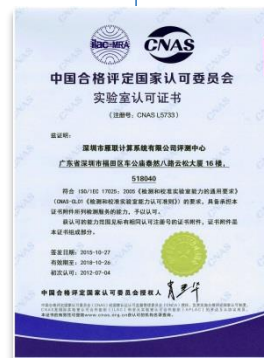 ilac-MRA
CNAS
中国合格评定国家认可委员会
实验室认可证书
（注册号：CNAS L5733）
兹证明：
深圳市雁联计算系统有限公司评测中心
广东省深圳市福田区车公庙泰然八路云松大厦 16 楼，
518040
符合 ISO/IEC 17025：2005《检测和校准实验室能力的通用要求》
（CNAS-CL01《检测和校准实验室能力认可准则》）的要求，具备承担本
证书附件所列检测服务的能力，予以认可。
获认可的能力范围见标有相同认可注册号的证书附件，证书附件是
本证书组成部分。
签发日期：2015-10-27
有效期至：2018-10-26
初次认可：2012-07-04
中国合格评定国家认可委员会授权人